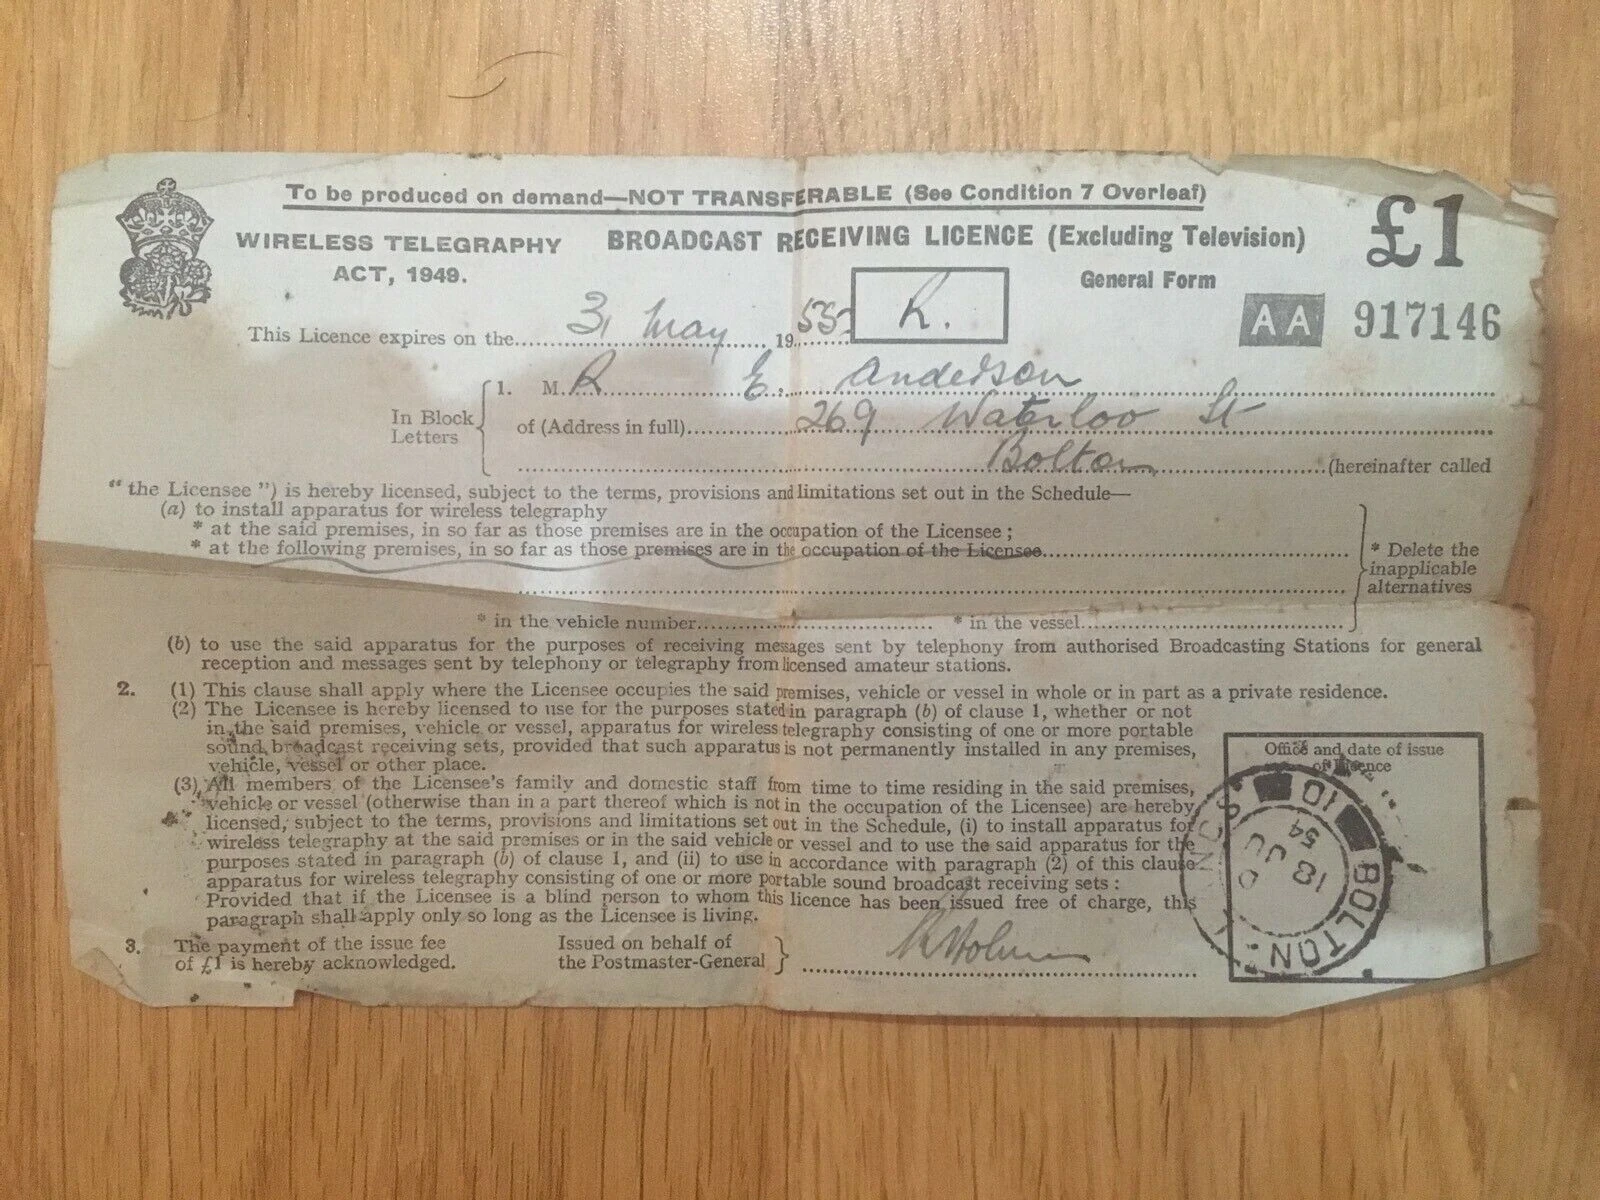 To be produced on demand—NOT TRANSFERABLE (See Condition 7 Overleaf)
WIRELESS TELEGRAPHY
ACT, 1949.
BROADCAST RECEIVING LICENCE (Excluding Television)
General Form
£1
AA 917146
This Licence expires on the 31 May 1955 R.
In Block
Letters
1. MR E. Anderson
of (Address in full) 269 Waterloo St
Bolton (hereinafter called
“the Licensee”) is hereby licensed, subject to the terms, provisions and limitations set out in the Schedule—
(a) to install apparatus for wireless telegraphy
* at the said premises, in so far as those premises are in the occupation of the Licensee;
* at the following premises, in so far as those premises are in the occupation of the Licensee
* Delete the
inapplicable
alternatives
* in the vehicle number * in the vessel
(b) to use the said apparatus for the purposes of receiving messages sent by telephony from authorised Broadcasting Stations for general
reception and messages sent by telephony or telegraphy from licensed amateur stations.
2. (1) This clause shall apply where the Licensee occupies the said premises, vehicle or vessel in whole or in part as a private residence.
(2) The Licensee is hereby licensed to use for the purposes stated in paragraph (b) of clause 1, whether or not
in the said premises, vehicle or vessel, apparatus for wireless telegraphy consisting of one or more portable
sound broadcast receiving sets, provided that such apparatus is not permanently installed in any premises,
vehicle, vessel or other place.
(3) All members of the Licensee's family and domestic staff from time to time residing in the said premises,
vehicle or vessel (otherwise than in a part thereof which is not in the occupation of the Licensee) are hereby
licensed, subject to the terms, provisions and limitations set out in the Schedule, (i) to install apparatus for
wireless telegraphy at the said premises or in the said vehicle or vessel and to use the said apparatus for the
purposes stated in paragraph (b) of clause 1, and (ii) to use in accordance with paragraph (2) of this clause
apparatus for wireless telegraphy consisting of one or more portable sound broadcast receiving sets:
Provided that if the Licensee is a blind person to whom this licence has been issued free of charge, this
paragraph shall apply only so long as the Licensee is living.
3. The payment of the issue fee
of £1 is hereby acknowledged.
Issued on behalf of
the Postmaster-General
Office and date of issue
of Licence
10
BOLTON
18 JU
54